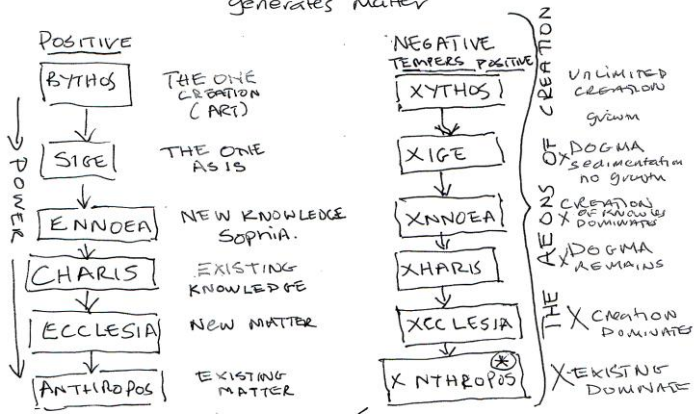 generates Matter
POSITIVE
BYTHOS
THE ONE
CREATION
(ART)
SIGE
THE ONE
AS IS
ENNOEA
NEW KNOWLEDGE
SOPHIA.
CHARIS
EXISTING
KNOWLEDGE
ECCLESIA
NEW MATTER
ANTHROPOS
EXISTING
MATTER
POWER
NEGATIVE
TEMPERS POSITIVE
XYTHOS
XIGE
XNNOEA
XHARIS
XCCLESIA
XNTHROPOS *
THE AEONS OF CREATION
UNLIMITED
CREATION
growth
X DOGMA
sedimentation
no growth
CREATION
X OF KNOWLEG
DOMINATES
X DOGMA
REMAINS
X Creation
DOMINATES
X-EXISTING
DOMINATE